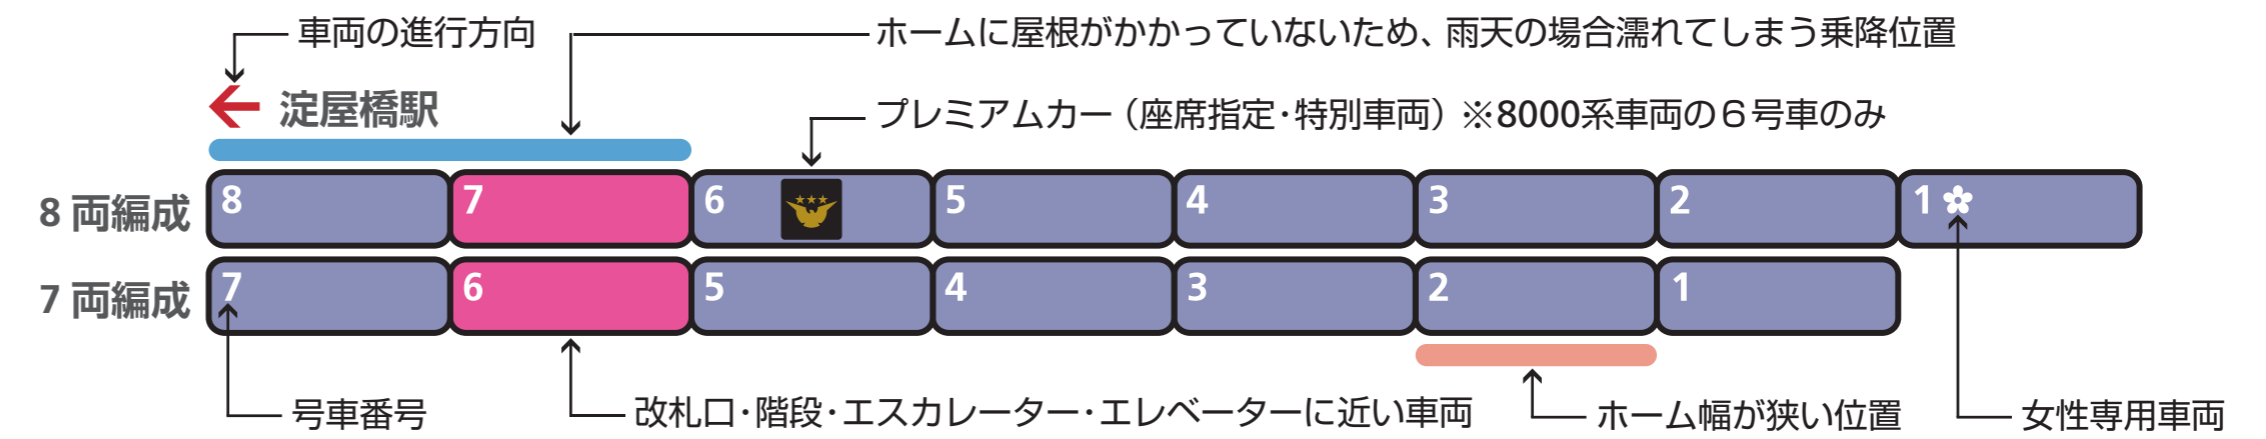 車両の進行方向
ホームに屋根がかかっていないため、雨天の場合濡れてしまう乗降位置
淀屋橋駅
プレミアムカー（座席指定・特別車両）※8000系車両の６号車のみ
8 両編成 8 7 6 5 4 3 2 1
7 両編成 7 6 5 4 3 2 1
号車番号
改札口・階段・エスカレーター・エレベーターに近い車両
ホーム幅が狭い位置
女性専用車両